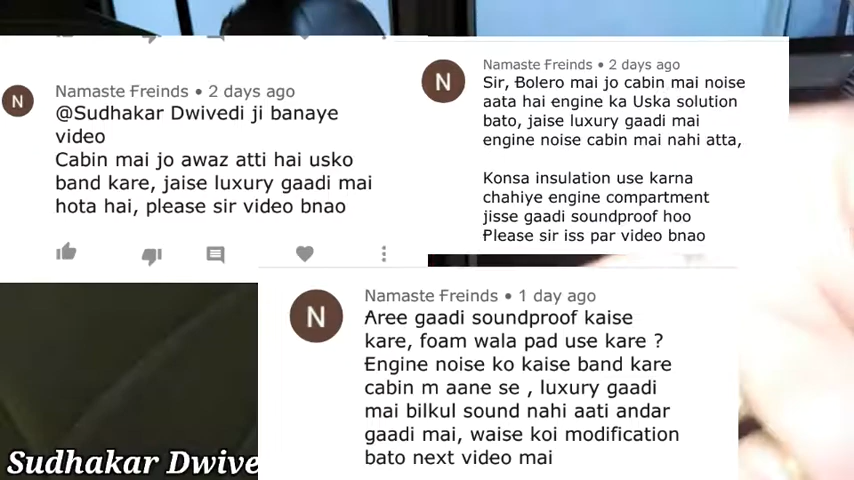 N
Namaste Freinds • 2 days ago
@Sudhakar Dwivedi ji banaye
video
Cabin mai jo awaz atti hai usko
band kare, jaise luxury gaadi mai
hota hai, please sir video bnao
N
Namaste Freinds • 2 days ago
Sir, Bolero mai jo cabin mai noise
aata hai engine ka Uska solution
bato, jaise luxury gaadi mai
engine noise cabin mai nahi atta,
Konsa insulation use karna
chahiye engine compartment
jisse gaadi soundproof hoo
Please sir iss par video bnao
N
Namaste Freinds • 1 day ago
Aree gaadi soundproof kaise
kare, foam wala pad use kare ?
Engine noise ko kaise band kare
cabin m aane se , luxury gaadi
mai bilkul sound nahi aati andar
gaadi mai, waise koi modification
bato next video mai
Sudhakar Dwive